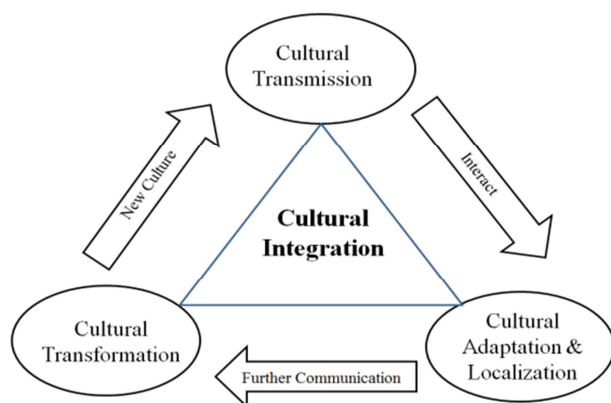 Cultural
Transmission
New Culture
Interact
Cultural
Integration
Cultural
Transformation
Further Communication
Cultural
Adaptation &
Localization